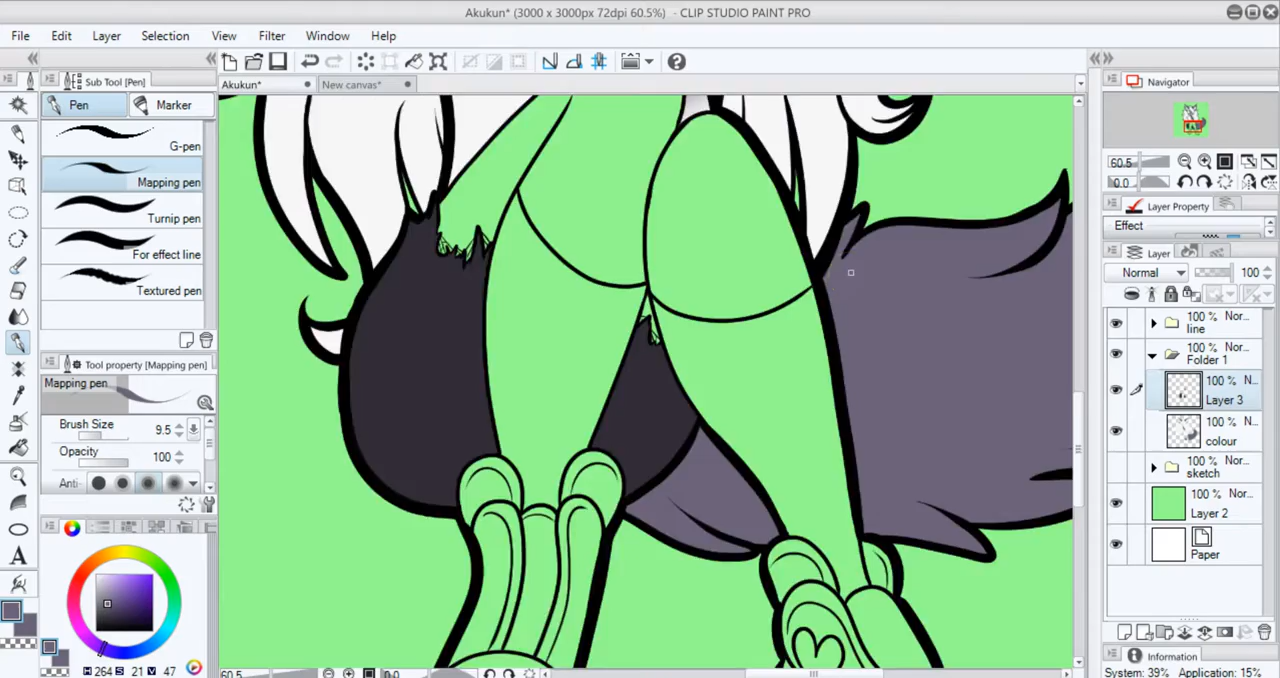 Akukun* (3000 x 3000px 72dpi 60.5%) - CLIP STUDIO PAINT PRO
File Edit Layer Selection View Filter Window Help
Sub Tool [Pen]
Akukun* New canvas*
Navigator
Pen Marker
G-pen
Mapping pen
60.5
Turnip pen
0.0
Layer Property
For effect line
Effect
Layer
Textured pen
Normal 100
100 % Nor...
line
100 % Nor...
Folder 1
Tool property [Mapping pen]
Mapping pen
100 % N...
Layer 3
Brush Size 9.5
100 % N...
colour
Opacity 100
100 % Nor...
sketch
Anti-
100 % Nor...
Layer 2
Paper
A
Information
H 264 S 21 V 47
60.5 0.0
System: 39% Application: 15%